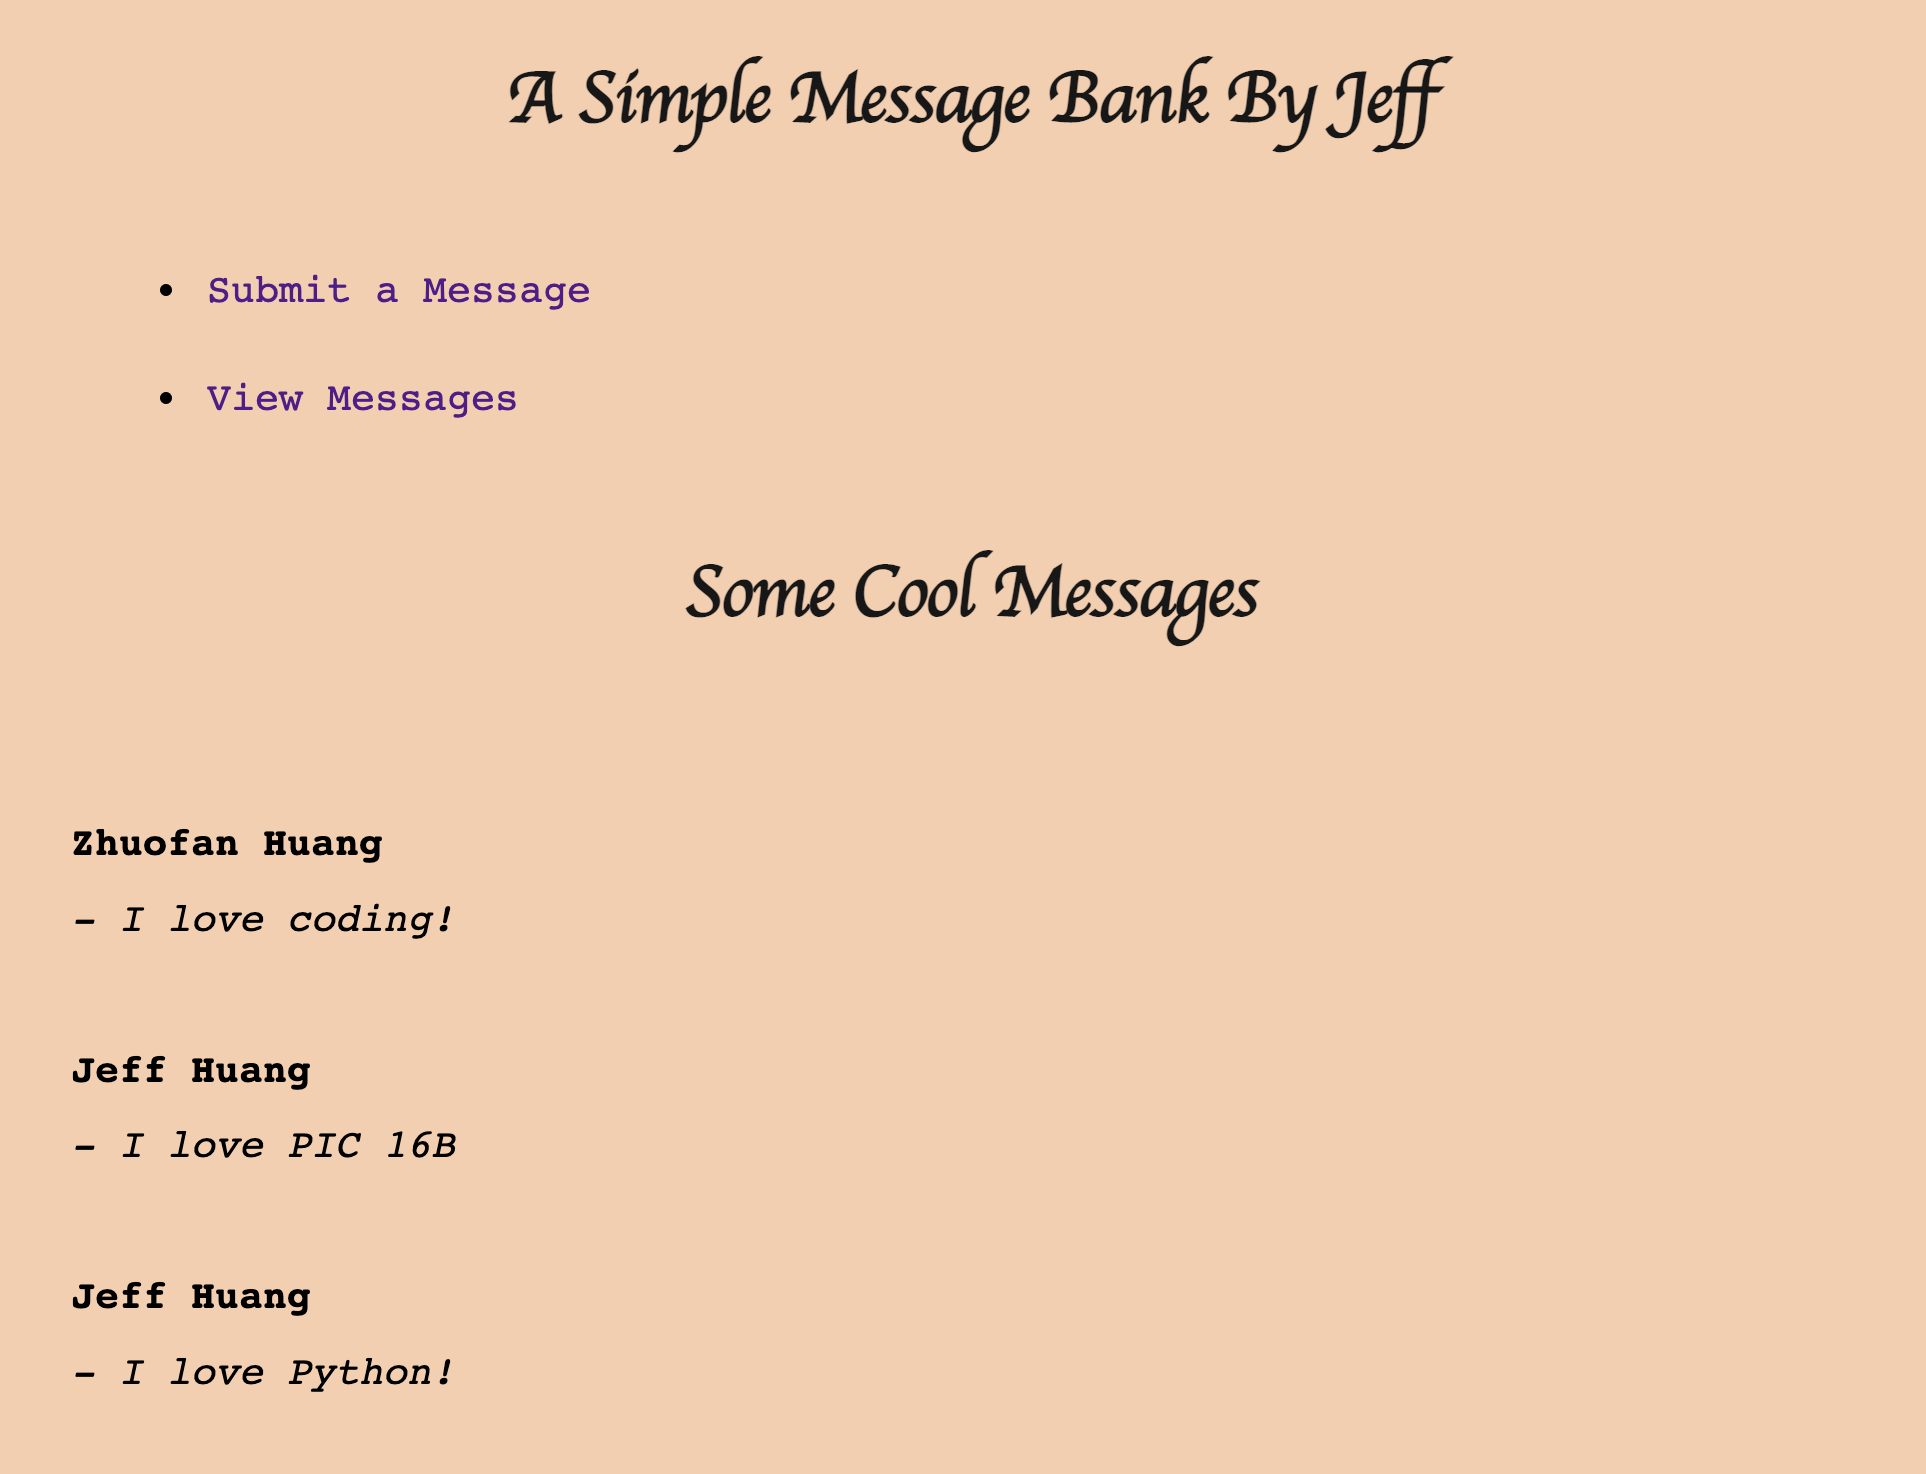 A Simple Message Bank By Jeff
• Submit a Message
• View Messages
Some Cool Messages
Zhuofan Huang
- I love coding!
Jeff Huang
- I love PIC 16B
Jeff Huang
- I love Python!